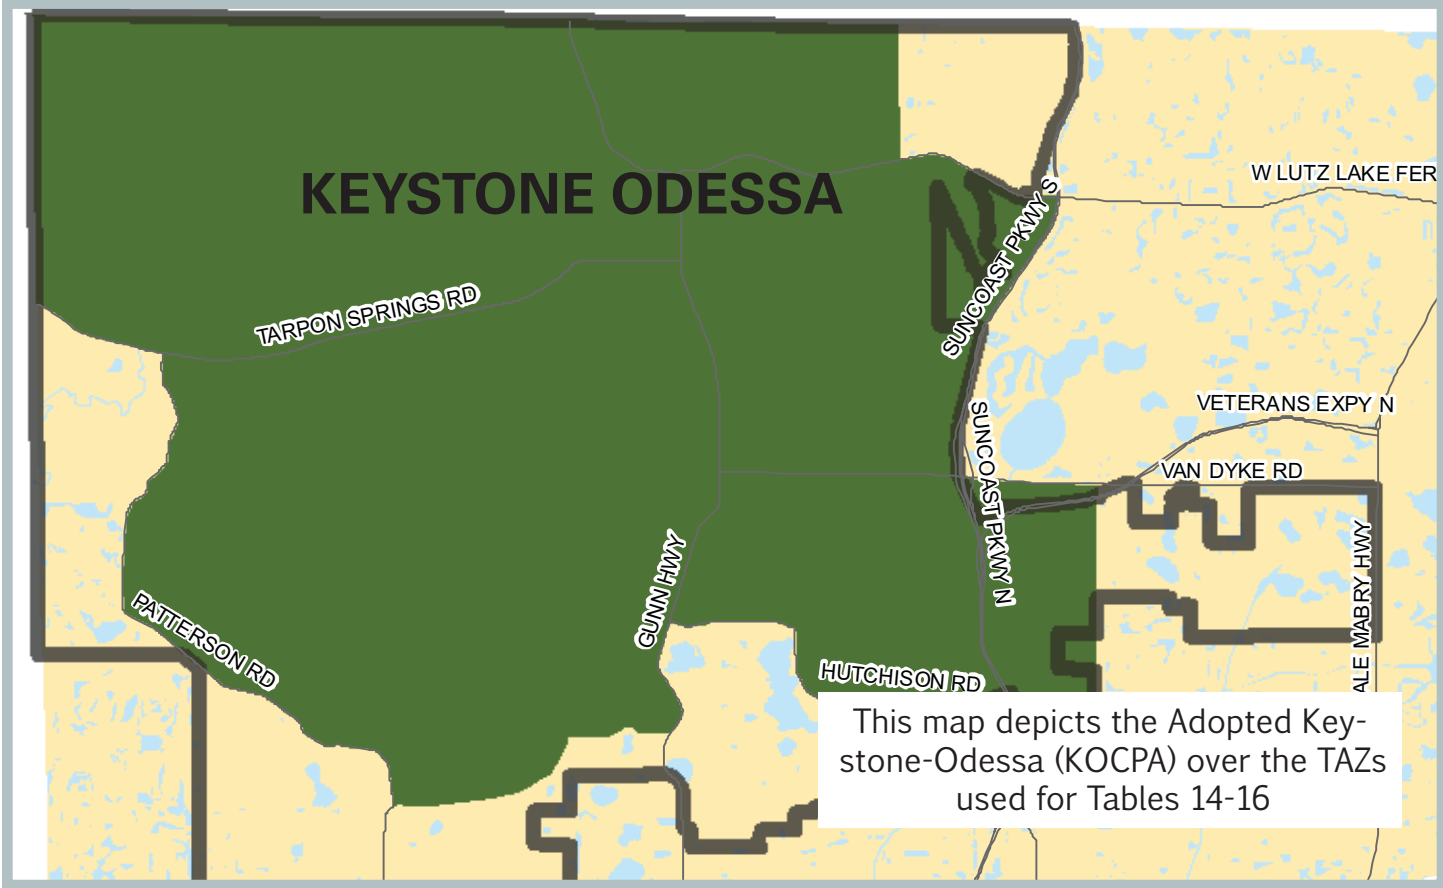 W LUTZ LAKE FER
KEYSTONE ODESSA
SUNCOAST PKWY S
TARPON SPRINGS RD
VETERANS EXPY N
SUNCOAST PKWY N
VAN DYKE RD
GUNN HWY
ALE MABRY HWY
PATTERSON RD
HUTCHISON RD
This map depicts the Adopted Key-
stone-Odessa (KOCPA) over the TAZs
used for Tables 14-16